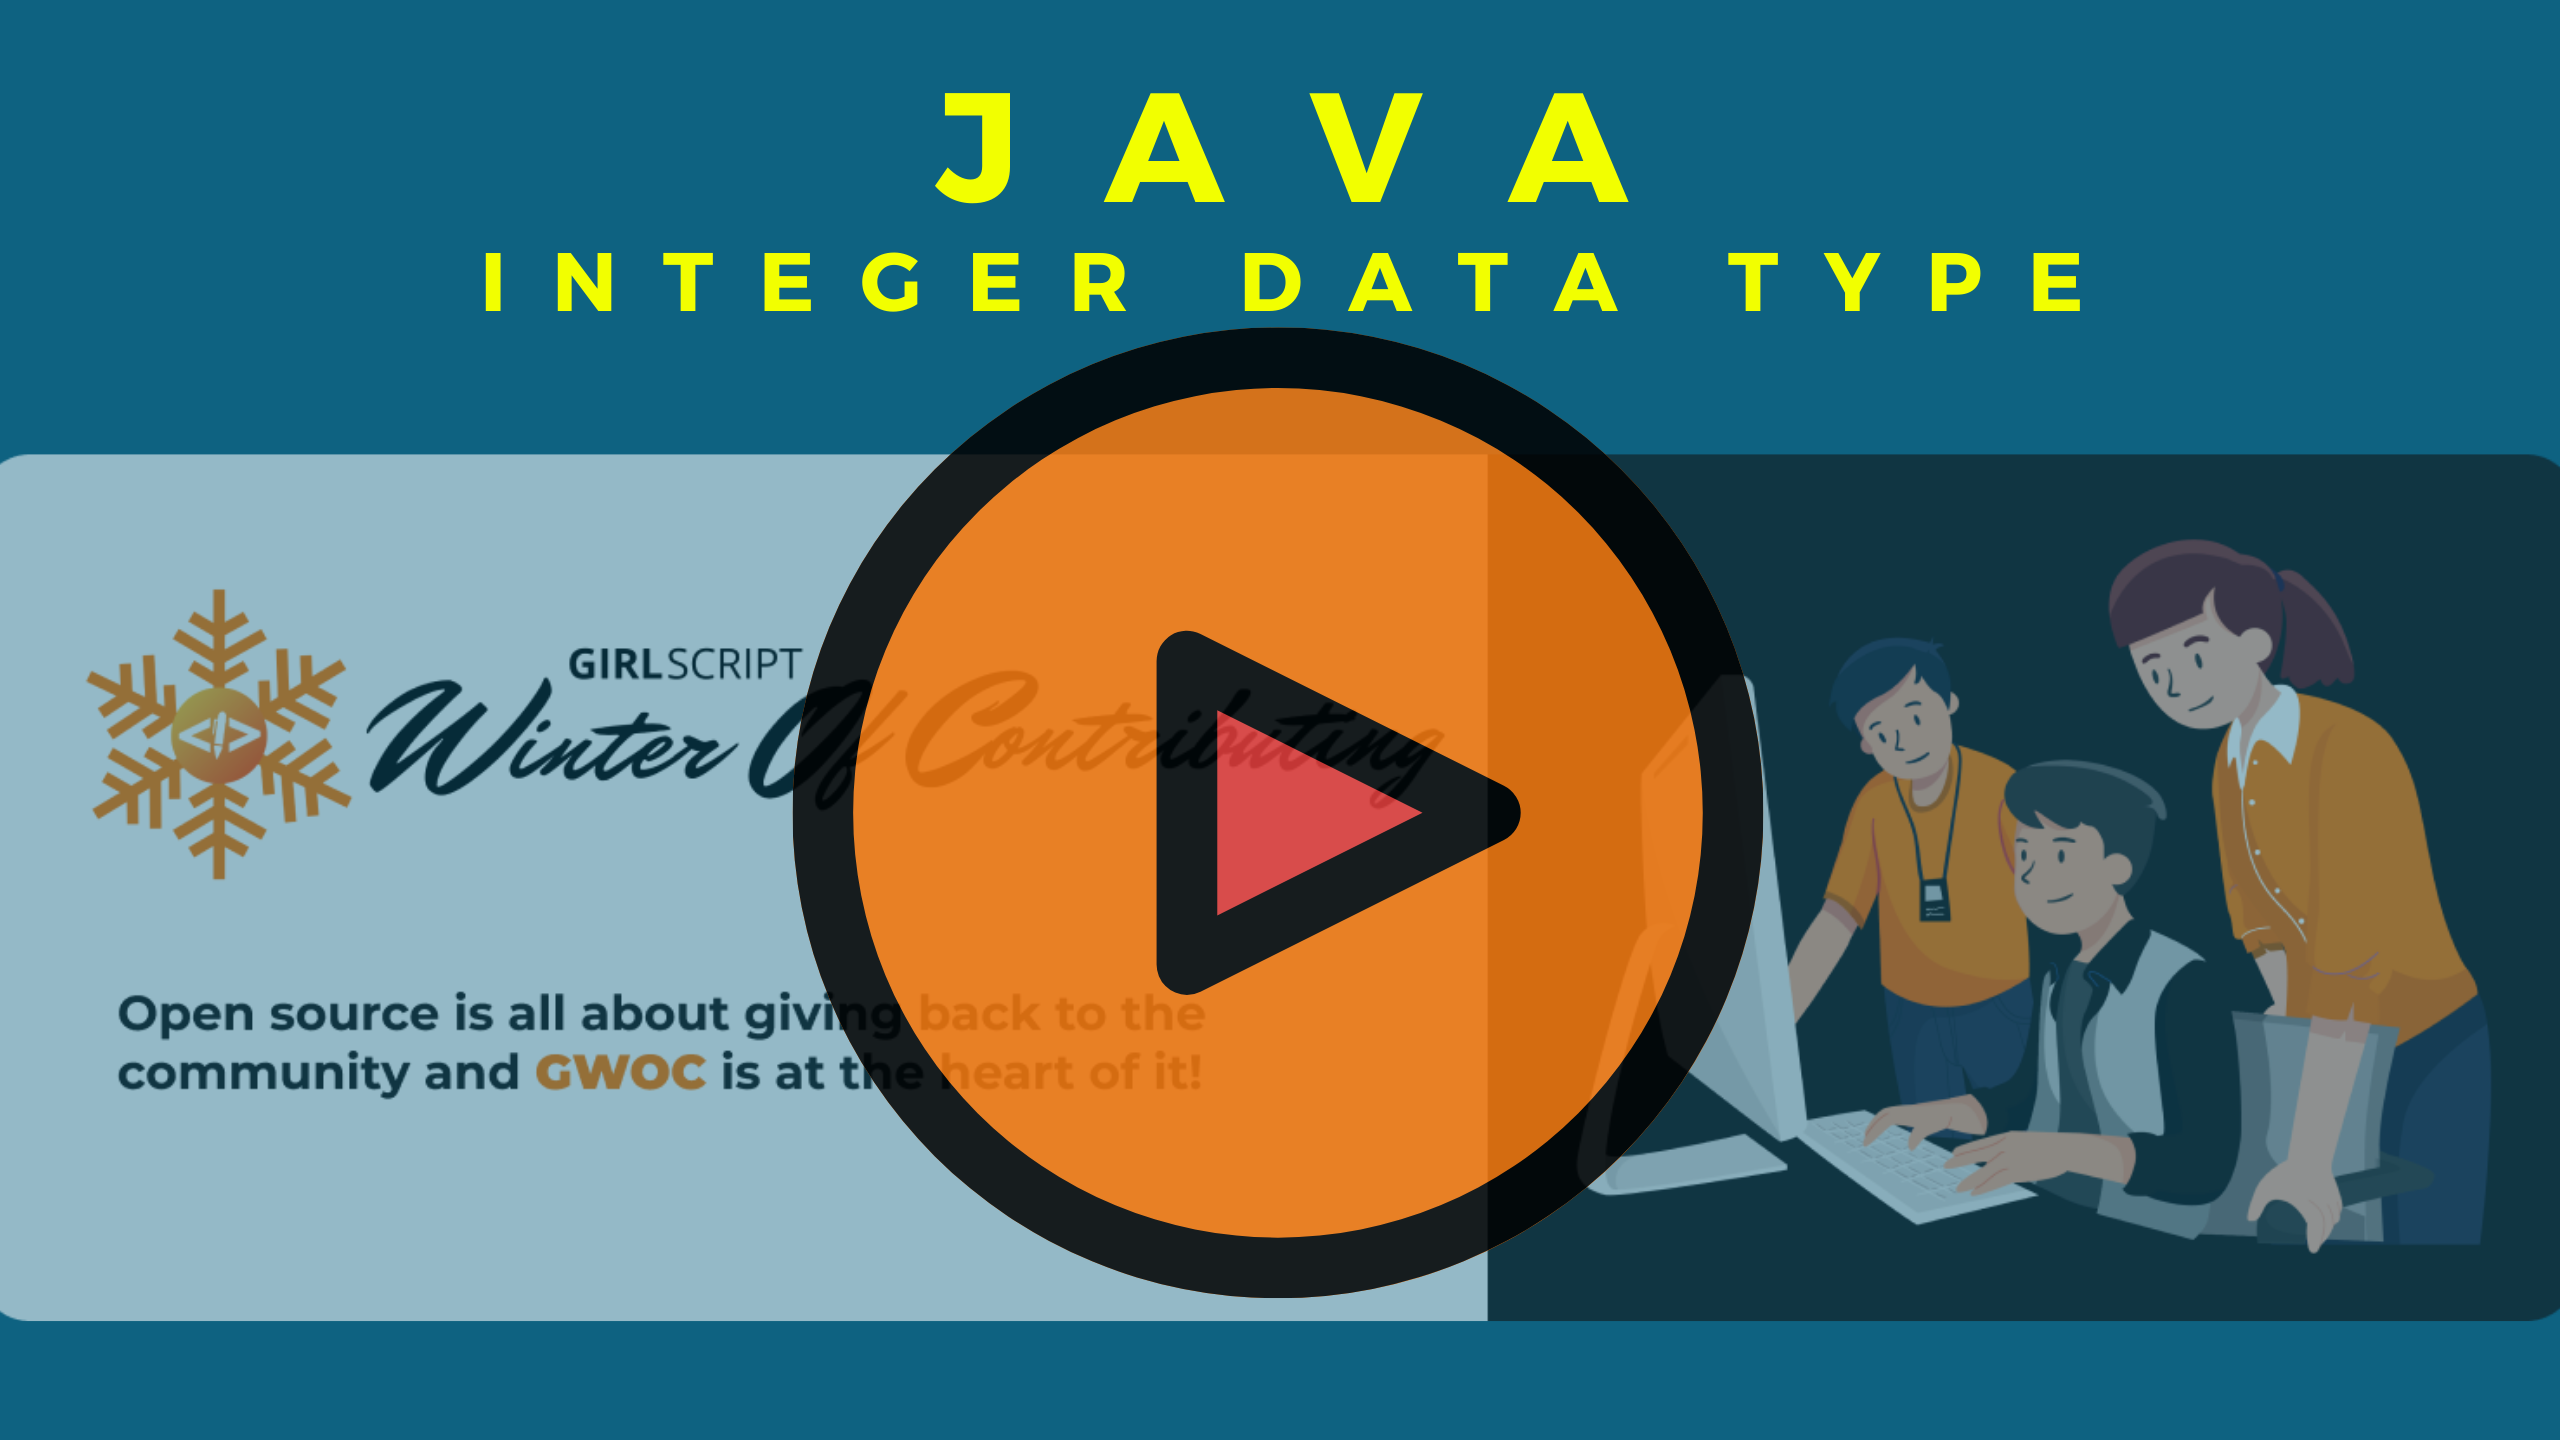 JAVA
INTEGER DATA TYPE
GIRLSCRIPT
Winter Of Contributing
Open source is all about giving back to the
community and GWOC is at the heart of it!